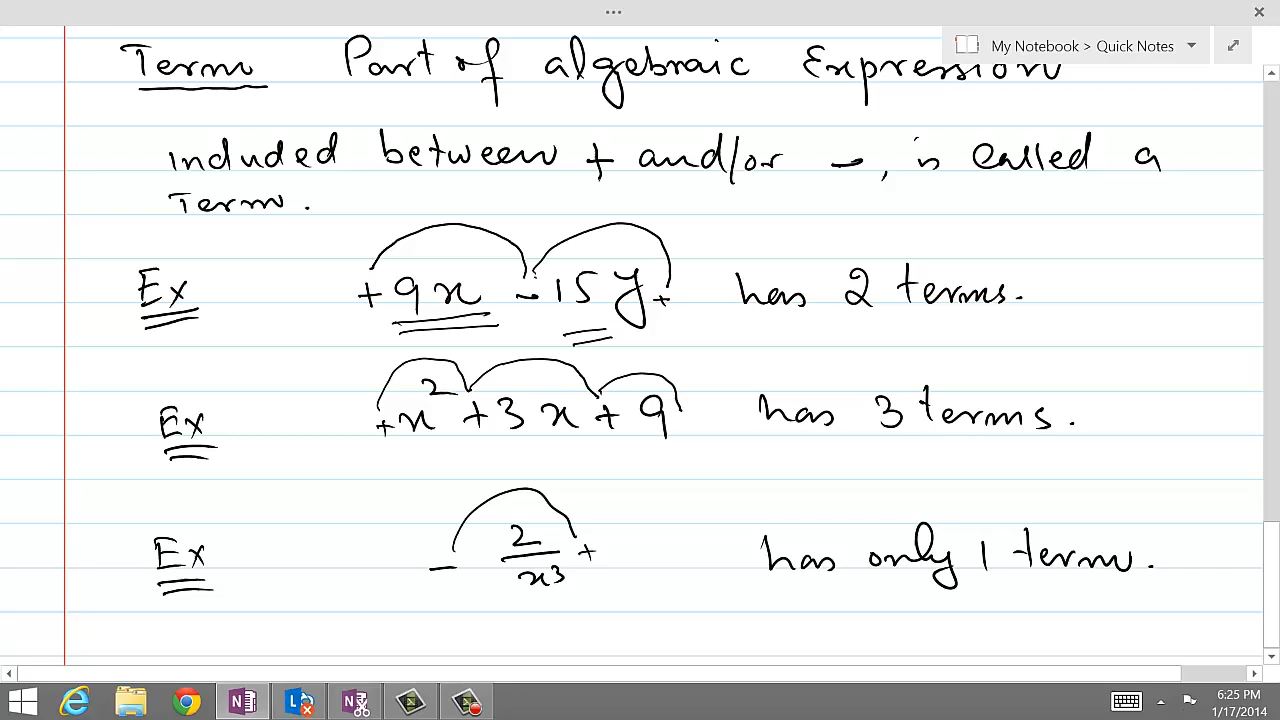 My Notebook > Quick Notes
Term Part of algebraic Expression
included between + and/or - , is called a
Term.
Ex +9x -15y+ has 2 terms.
Ex +x²+3x+9 has 3 terms.
Ex - 2/x³ + has only 1 term.
6:25 PM
1/17/2014